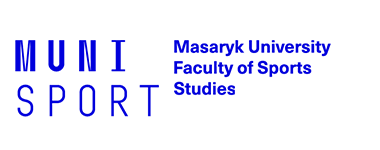 MUNI
SPORT
Masaryk University
Faculty of Sports
Studies